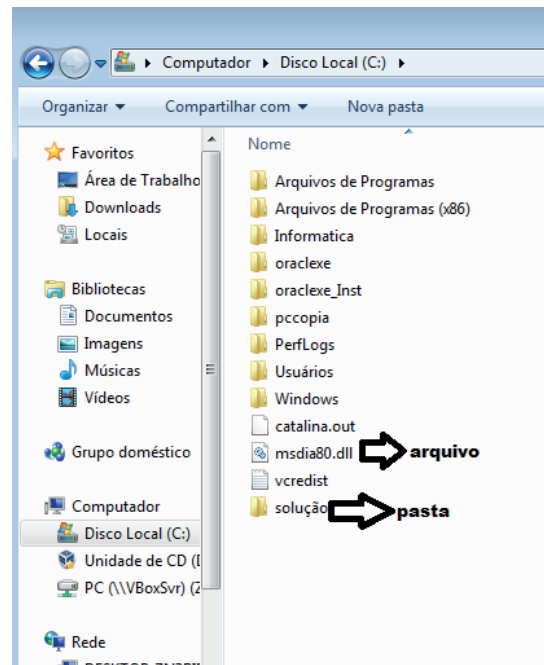 Computador ▸ Disco Local (C:) ▸
Organizar Compartilhar com Nova pasta
Favoritos
Área de Trabalho
Downloads
Locais
Bibliotecas
Documentos
Imagens
Músicas
Vídeos
Grupo doméstico
Computador
Disco Local (C:)
Unidade de CD (
PC (\\VBoxSvr) (
Rede
Nome
Arquivos de Programas
Arquivos de Programas (x86)
Informatica
oraclexe
oraclexe_Inst
pccopia
PerfLogs
Usuários
Windows
catalina.out
msdia80.dll arquivo
vcredist
solução pasta